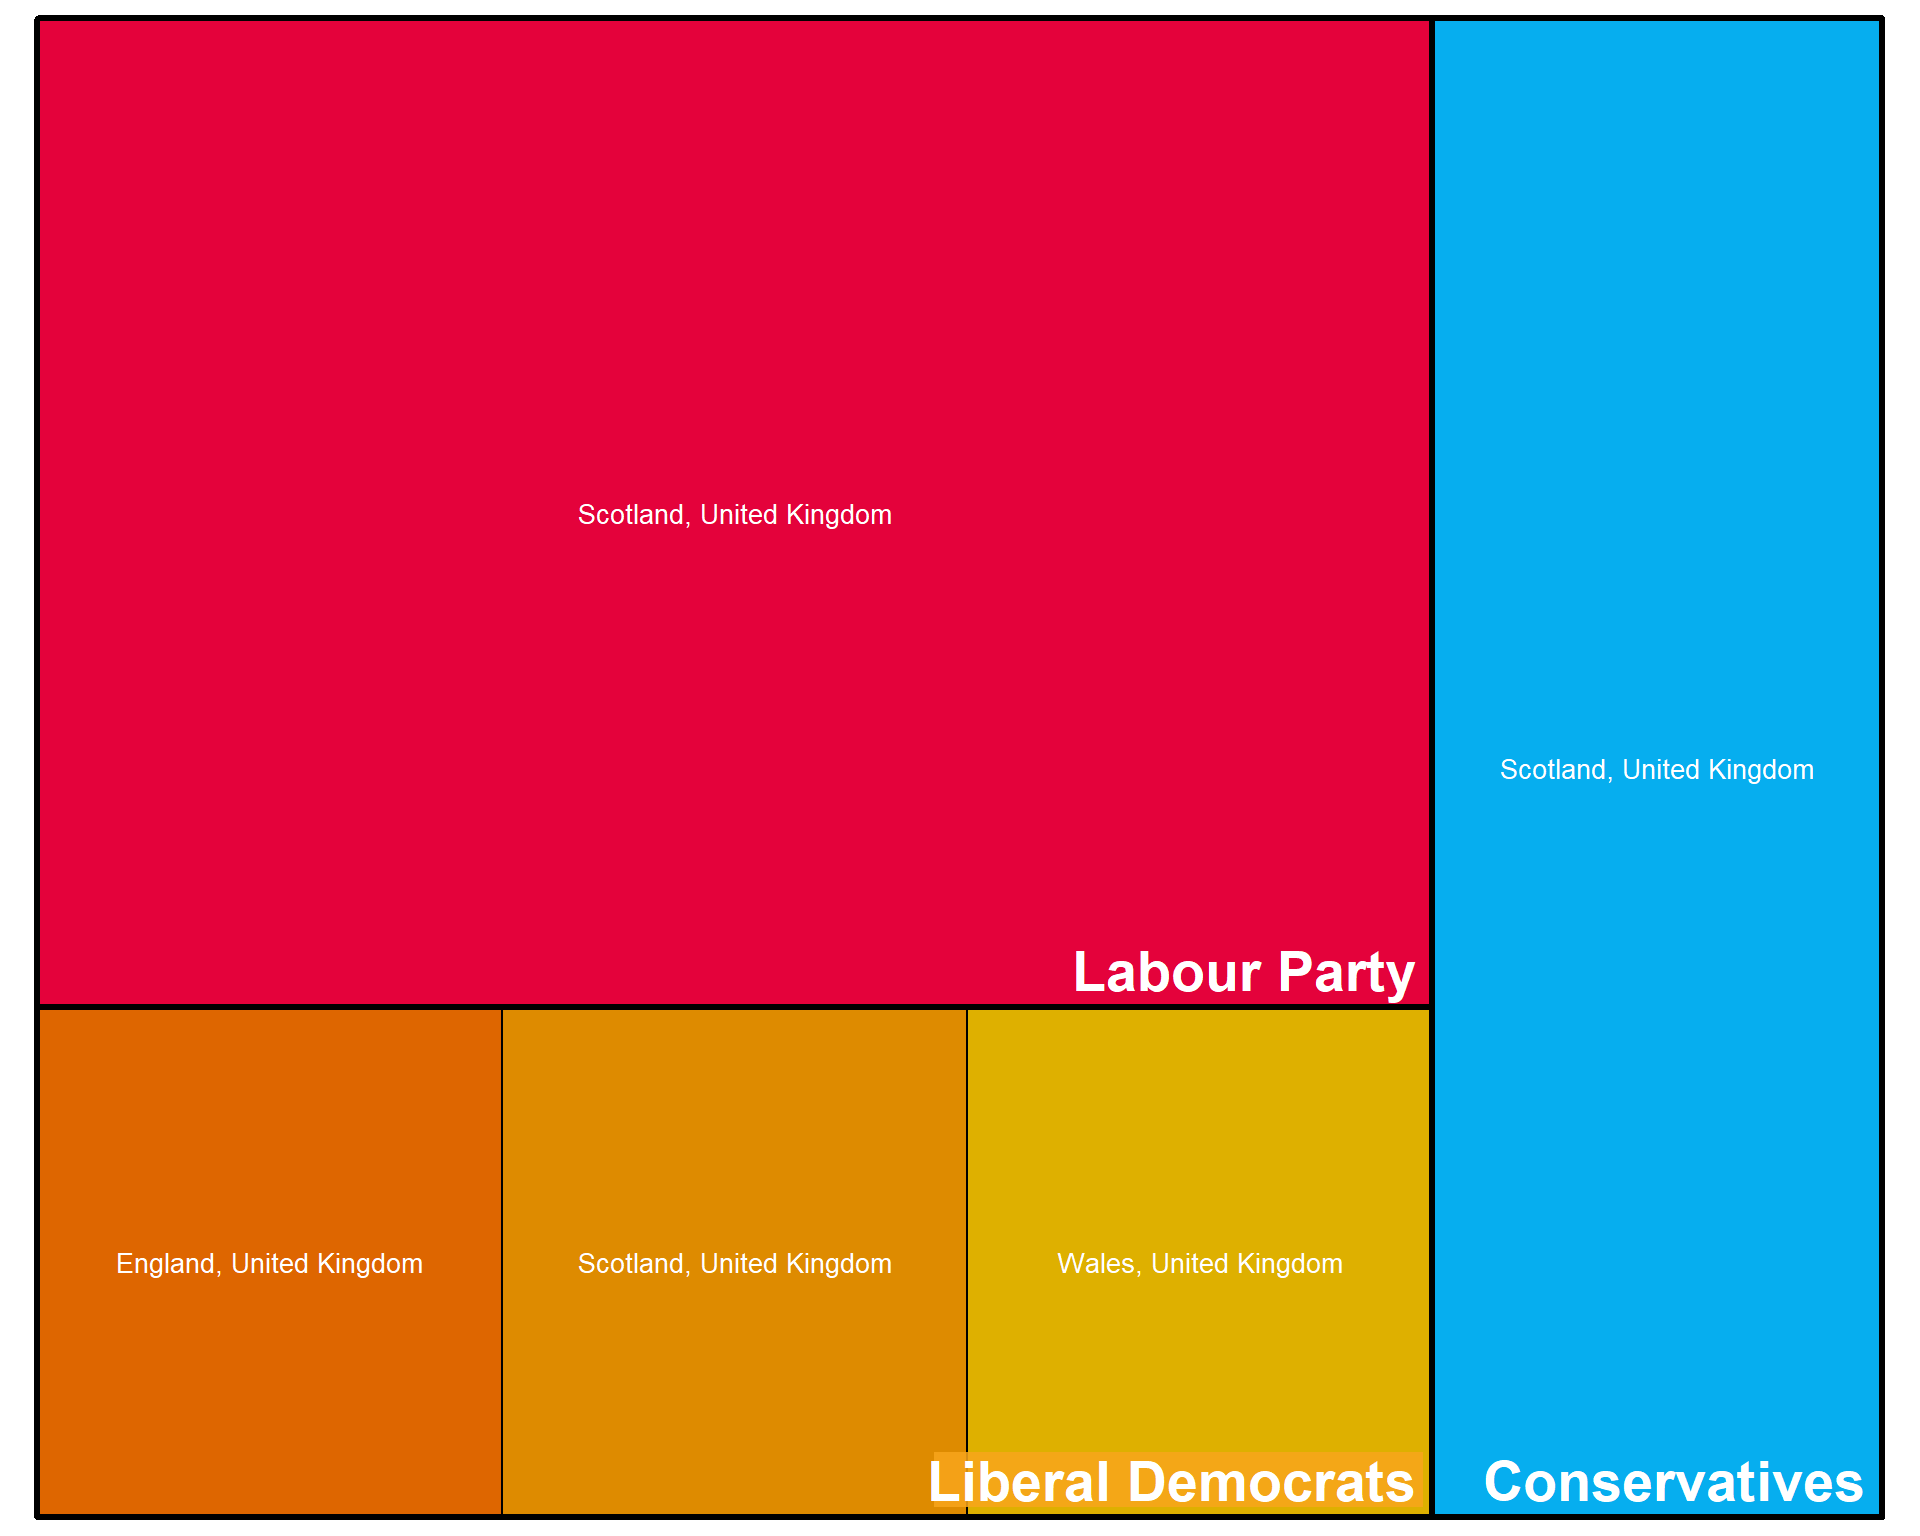 Scotland, United Kingdom
Labour Party
Scotland, United Kingdom
Conservatives
England, United Kingdom
Scotland, United Kingdom
Wales, United Kingdom
Liberal Democrats